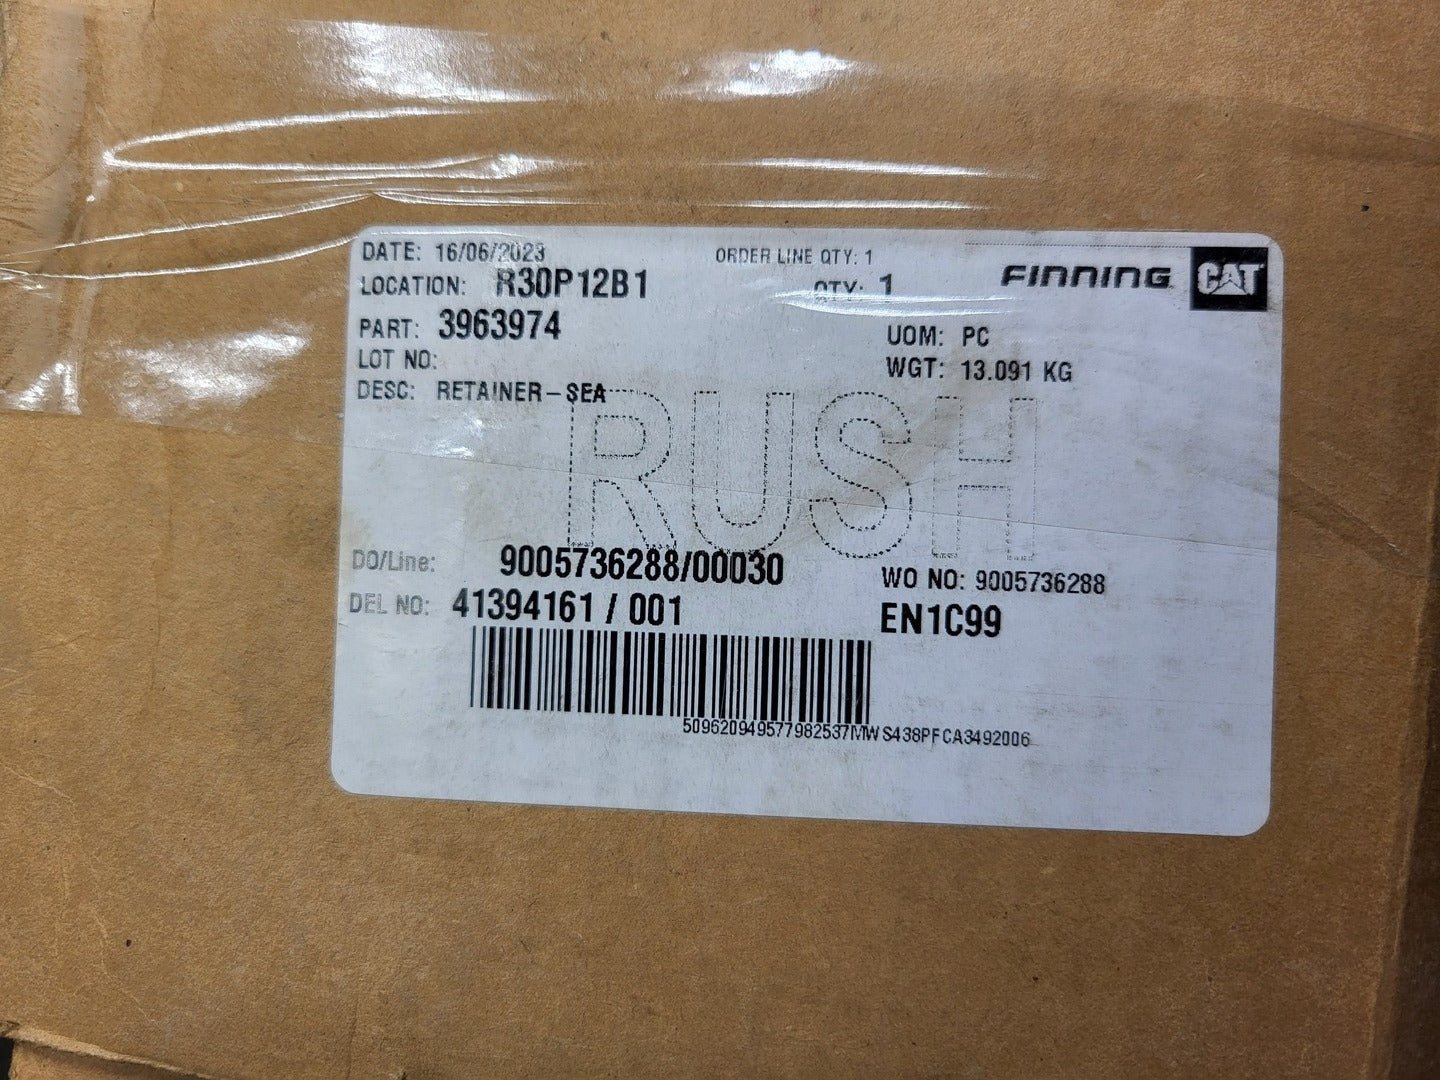 DATE: 16/06/2023 ORDER LINE QTY: 1
LOCATION: R30P12B1 QTY: 1 FINNING CAT
PART: 3963974 UOM: PC
LOT NO: WGT: 13.091 KG
DESC: RETAINER-SEA
RUSH
DO/Line: 9005736288/00030 WO NO: 9005736288
DEL NO: 41394161 / 001 EN1C99
509620949577982537MWS438PFCA3492006